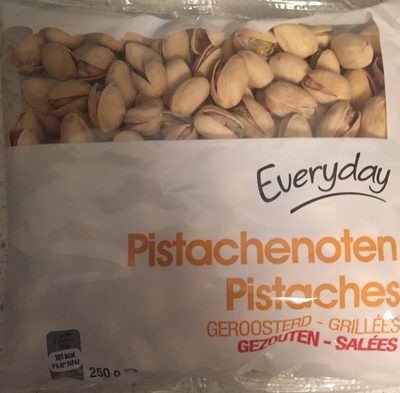 Everyday
Pistachenoten
Pistaches
GEROOSTERD - GRILLÉES
GEZOUTEN - SALÉES
250 g